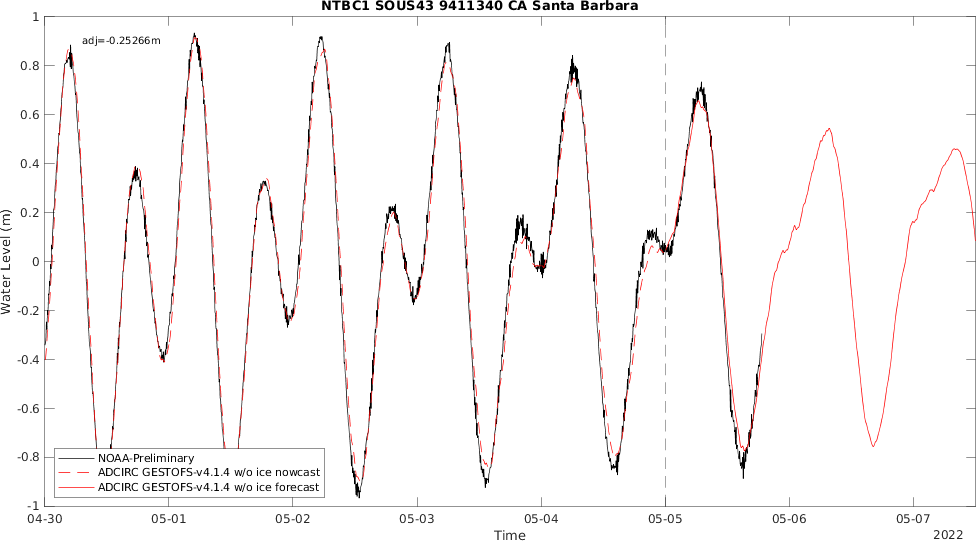 NTBC1 SOUS43 9411340 CA Santa Barbara
adj=-0.25266m
1
0.8
0.6
0.4
0.2
0
-0.2
-0.4
-0.6
-0.8
-1
Water Level (m)
NOAA-Preliminary
ADCIRC GESTOFS-v4.1.4 w/o ice nowcast
ADCIRC GESTOFS-v4.1.4 w/o ice forecast
04-30 05-01 05-02 05-03 05-04 05-05 05-06 05-07
Time
2022